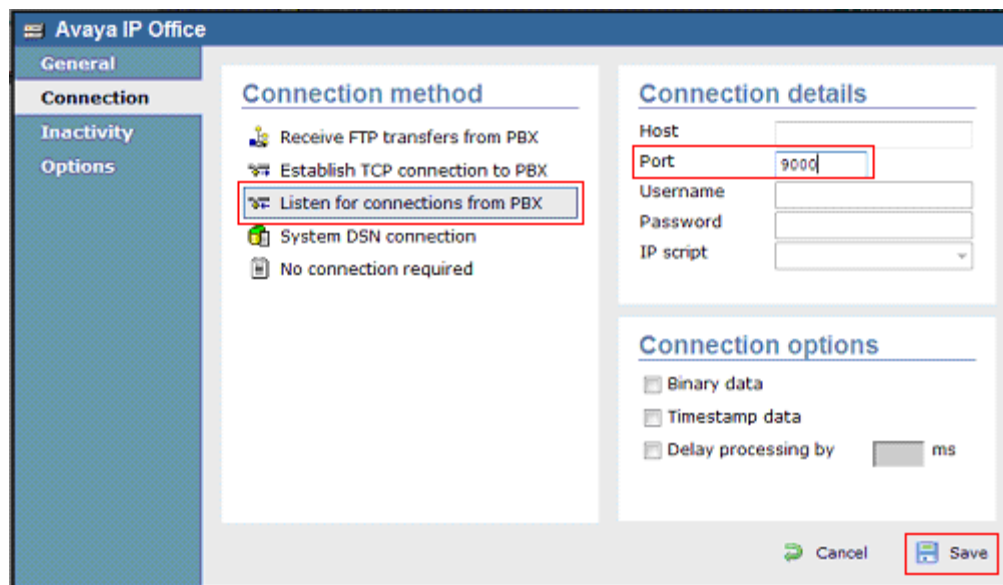 Avaya IP Office
General
Connection
Inactivity
Options
Connection method
Receive FTP transfers from PBX
Establish TCP connection to PBX
Listen for connections from PBX
System DSN connection
No connection required
Connection details
Host
Port 9000
Username
Password
IP script
Connection options
Binary data
Timestamp data
Delay processing by ms
Cancel Save